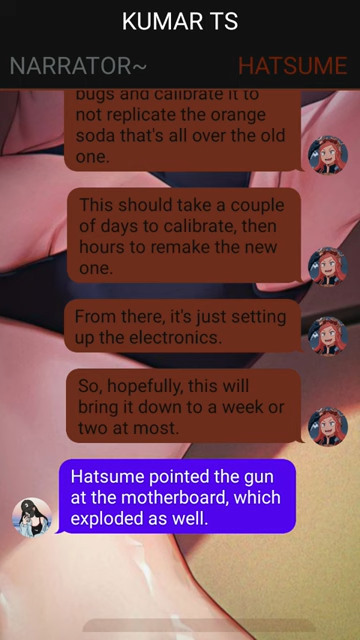 KUMAR TS
NARRATOR~ HATSUME
bugs and calibrate it to
not replicate the orange
soda that's all over the old
one.
This should take a couple
of days to calibrate, then
hours to remake the new
one.
From there, it's just setting
up the electronics.
So, hopefully, this will
bring it down to a week or
two at most.
Hatsume pointed the gun
at the motherboard, which
exploded as well.